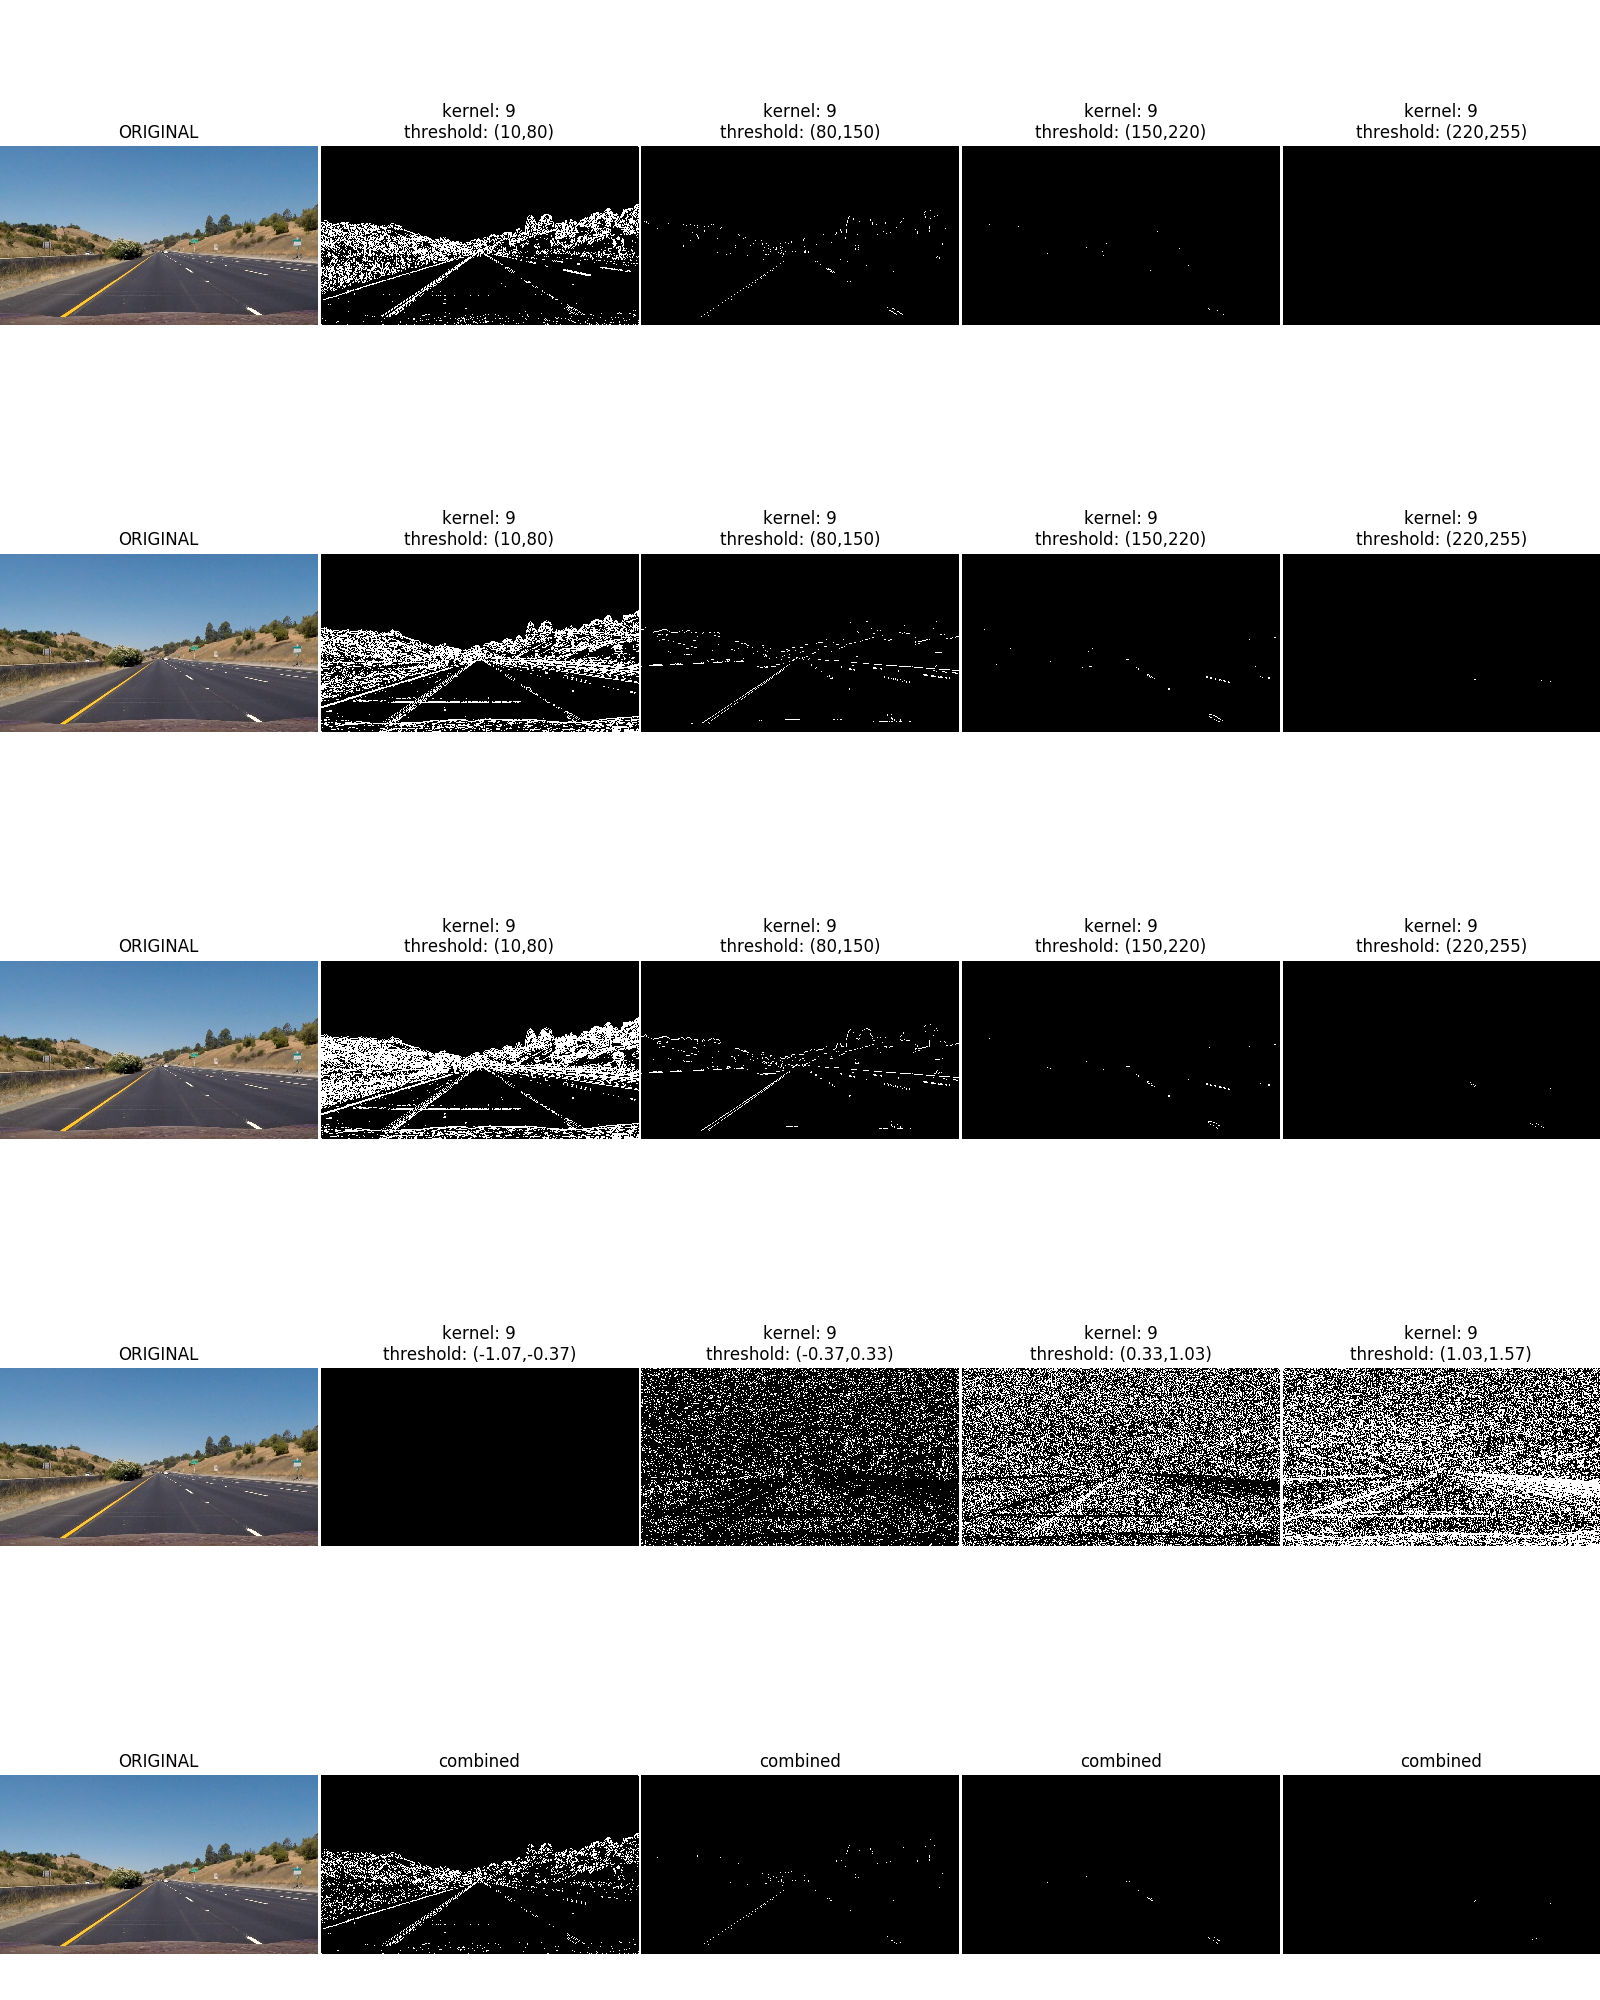 ORIGINAL
kernel: 9
threshold: (10,80)
kernel: 9
threshold: (80,150)
kernel: 9
threshold: (150,220)
kernel: 9
threshold: (220,255)
ORIGINAL
kernel: 9
threshold: (10,80)
kernel: 9
threshold: (80,150)
kernel: 9
threshold: (150,220)
kernel: 9
threshold: (220,255)
ORIGINAL
kernel: 9
threshold: (10,80)
kernel: 9
threshold: (80,150)
kernel: 9
threshold: (150,220)
kernel: 9
threshold: (220,255)
ORIGINAL
kernel: 9
threshold: (-1.07,-0.37)
kernel: 9
threshold: (-0.37,0.33)
kernel: 9
threshold: (0.33,1.03)
kernel: 9
threshold: (1.03,1.57)
ORIGINAL
combined
combined
combined
combined